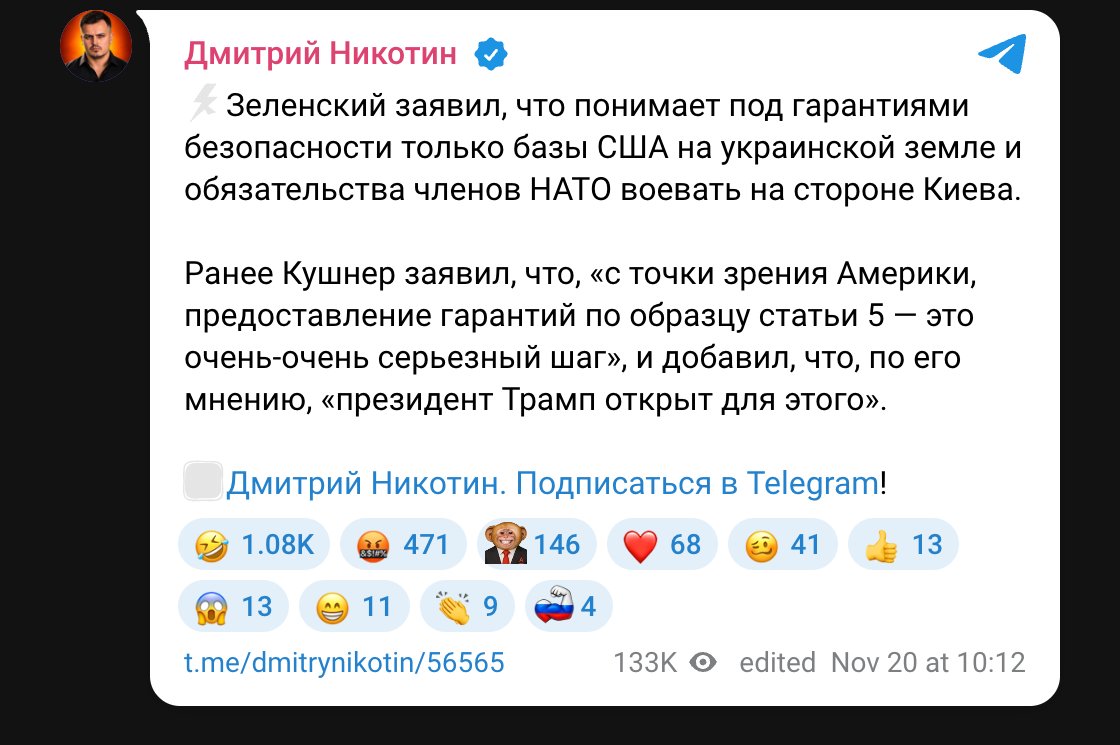 Дмитрий Никотин
Зеленский заявил, что понимает под гарантиями
безопасности только базы США на украинской земле и
обязательства членов НАТО воевать на стороне Киева.
Ранее Кушнер заявил, что, «с точки зрения Америки,
предоставление гарантий по образцу статьи 5 — это
очень-очень серьезный шаг», и добавил, что, по его
мнению, «президент Трамп открыт для этого».
Дмитрий Никотин. Подписаться в Telegram!
1.08K 471 146 68 41 13
13 11 9 4
t.me/dmitrynikotin/56565 133K edited Nov 20 at 10:12